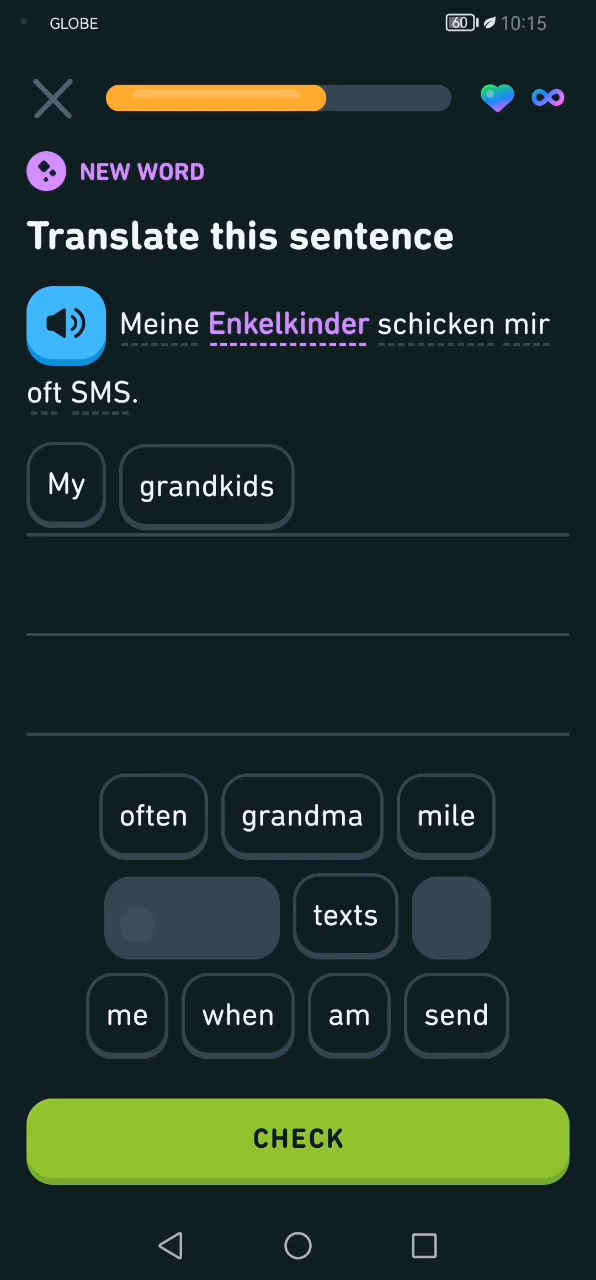 GLOBE 60 10:15
NEW WORD
Translate this sentence
Meine Enkelkinder schicken mir
oft SMS.
My grandkids
often grandma mile
texts
me when am send
CHECK